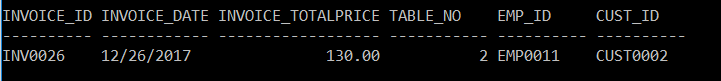 INVOICE_ID INVOICE_DATE INVOICE_TOTALPRICE TABLE_NO EMP_ID CUST_ID
---------- ------------ ------------------ ---------- ---------- ----------
INV0026 12/26/2017 130.00 2 EMP0011 CUST0002